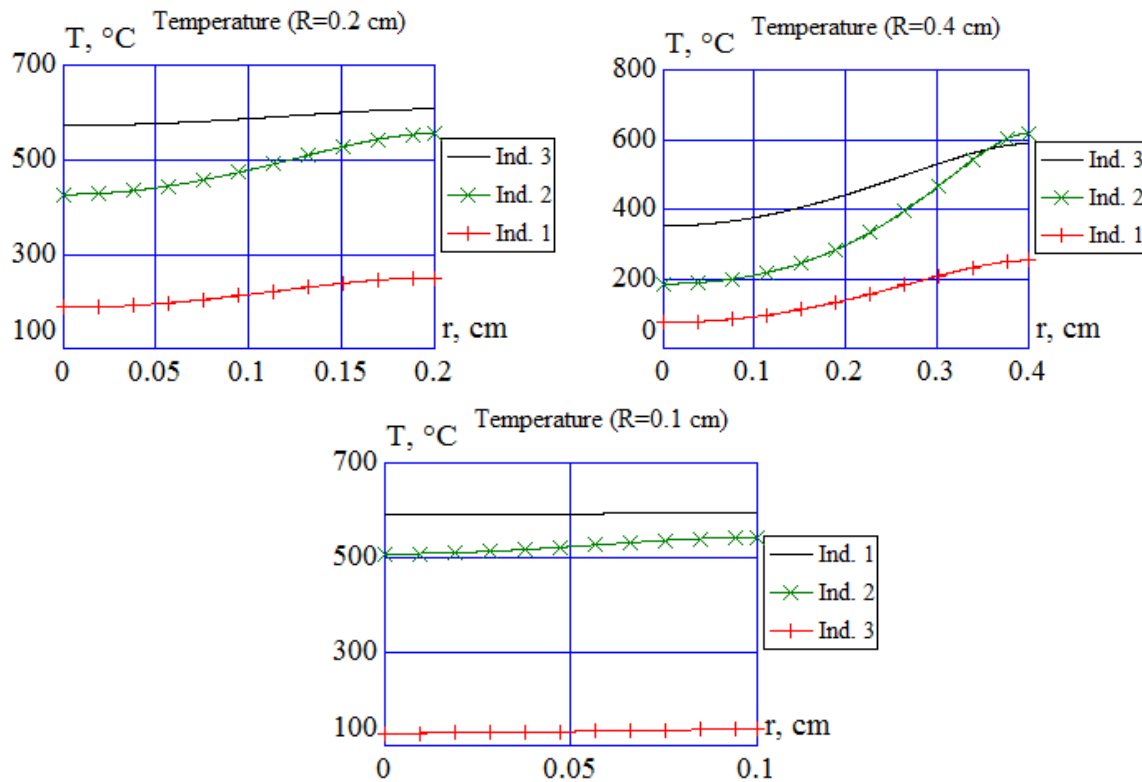 Temperature (R=0.2 cm)
T, °C
700
500
300
100
0
0.05
0.1
0.15
0.2
r, cm
Ind. 3
Ind. 2
Ind. 1
Temperature (R=0.4 cm)
T, °C
800
600
400
200
0
0
0.1
0.2
0.3
0.4
r, cm
Ind. 3
Ind. 2
Ind. 1
Temperature (R=0.1 cm)
T, °C
700
500
300
100
0
0.05
0.1
r, cm
Ind. 1
Ind. 2
Ind. 3